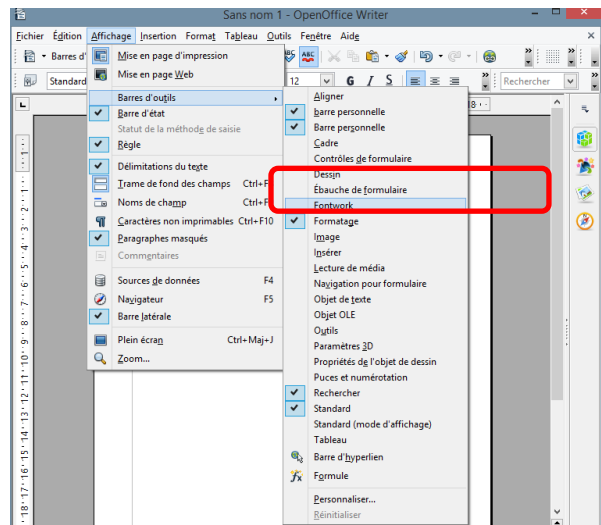 Sans nom 1 - OpenOffice Writer
Fichier Édition Affichage Insertion Format Tableau Outils Fenêtre Aide
Barres d'
Mise en page d'impression
Mise en page Web
Standard
12
G I S
Rechercher
Barres d'outils
Barre d'état
Statut de la méthode de saisie
Règle
Délimitations du texte
Trame de fond des champs Ctrl+F
Noms de champ Ctrl+F
Caractères non imprimables Ctrl+F10
Paragraphes masqués
Commentaires
Sources de données F4
Navigateur F5
Barre latérale
Plein écran Ctrl+Maj+J
Zoom...
Aligner
barre personnelle
Barre personnelle
Cadre
Contrôles de formulaire
Dessin
Ébauche de formulaire
Fontwork
Formatage
Image
Insérer
Lecture de média
Navigation pour formulaire
Objet de texte
Objet OLE
Outils
Paramètres 3D
Propriétés de l'objet de dessin
Puces et numérotation
Rechercher
Standard
Standard (mode d'affichage)
Tableau
Barre d'hyperlien
Formule
Personnaliser...
Réinitialiser